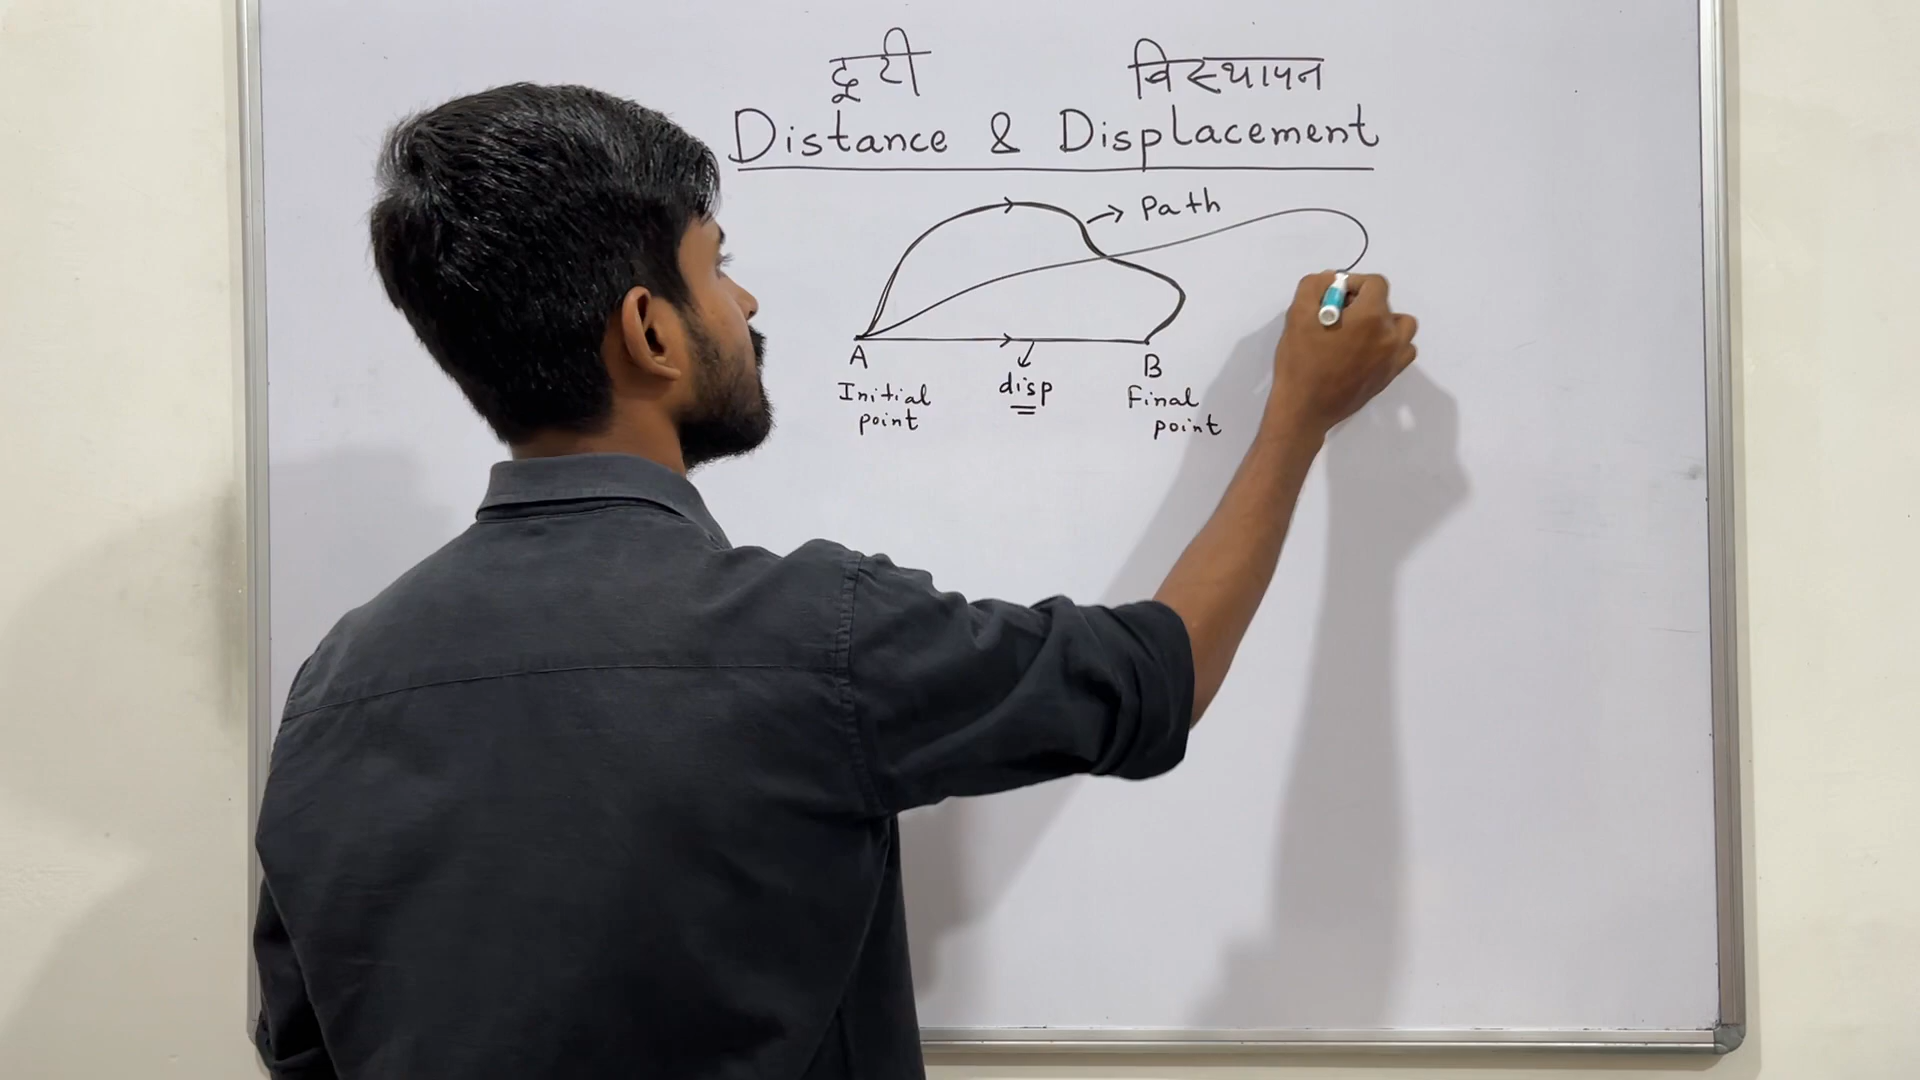 दूरी विस्थापन
Distance & Displacement
Path
A
B
Initial
point
disp
Final
point